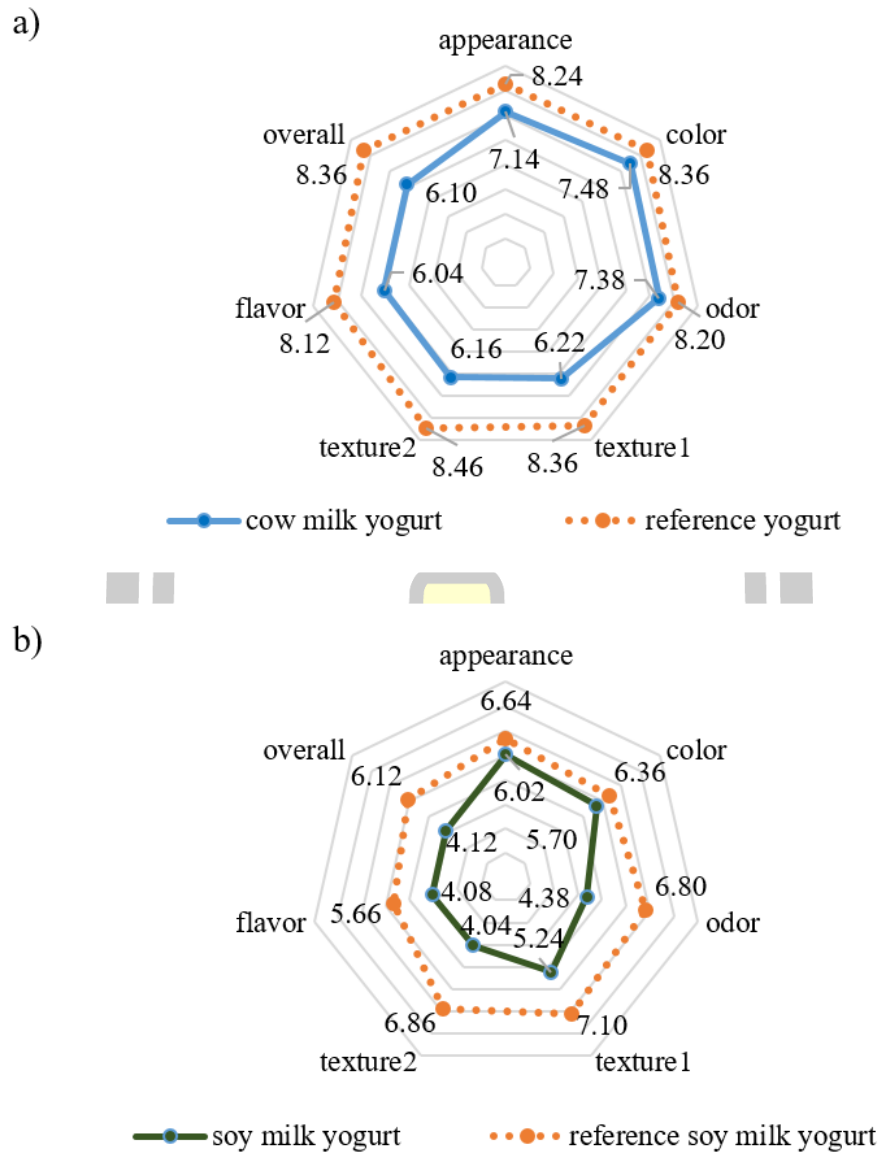 a)
appearance
8.24
overall
color
7.14
8.36
6.10
7.48
8.36
6.04
7.38
flavor
odor
8.12
6.16
6.22
8.20
texture2
texture1
8.46
8.36
cow milk yogurt
reference yogurt
b)
appearance
6.64
overall
color
6.12
6.36
6.02
4.12
5.70
4.08
4.38
6.80
5.66
4.04
5.24
flavor
odor
6.86
7.10
texture2
texture1
soy milk yogurt
reference soy milk yogurt